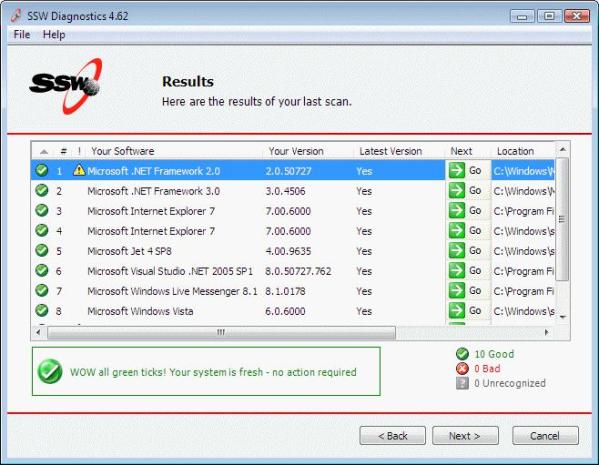 SSW Diagnostics 4.62
File Help
SSW
Results
Here are the results of your last scan.
# ! Your Software Your Version Latest Version Next Location
1 Microsoft .NET Framework 2.0 2.0.50727 Yes Go C:\Windows\M
2 Microsoft .NET Framework 3.0 3.0.4506 Yes Go C:\Windows\M
3 Microsoft Internet Explorer 7 7.00.6000 Yes Go C:\Program Fi
4 Microsoft Internet Explorer 7 7.00.6000 Yes Go C:\Windows\s
5 Microsoft Jet 4 SP8 4.00.9635 Yes Go C:\Windows\s
6 Microsoft Visual Studio .NET 2005 SP1 8.0.50727.762 Yes Go C:\Program Fi
7 Microsoft Windows Live Messenger 8.1 8.1.0178 Yes Go C:\Program Fi
8 Microsoft Windows Vista 6.0.6000 Yes Go C:\Windows\s
WOW all green ticks! Your system is fresh - no action required
10 Good
0 Bad
0 Unrecognized
< Back Next > Cancel